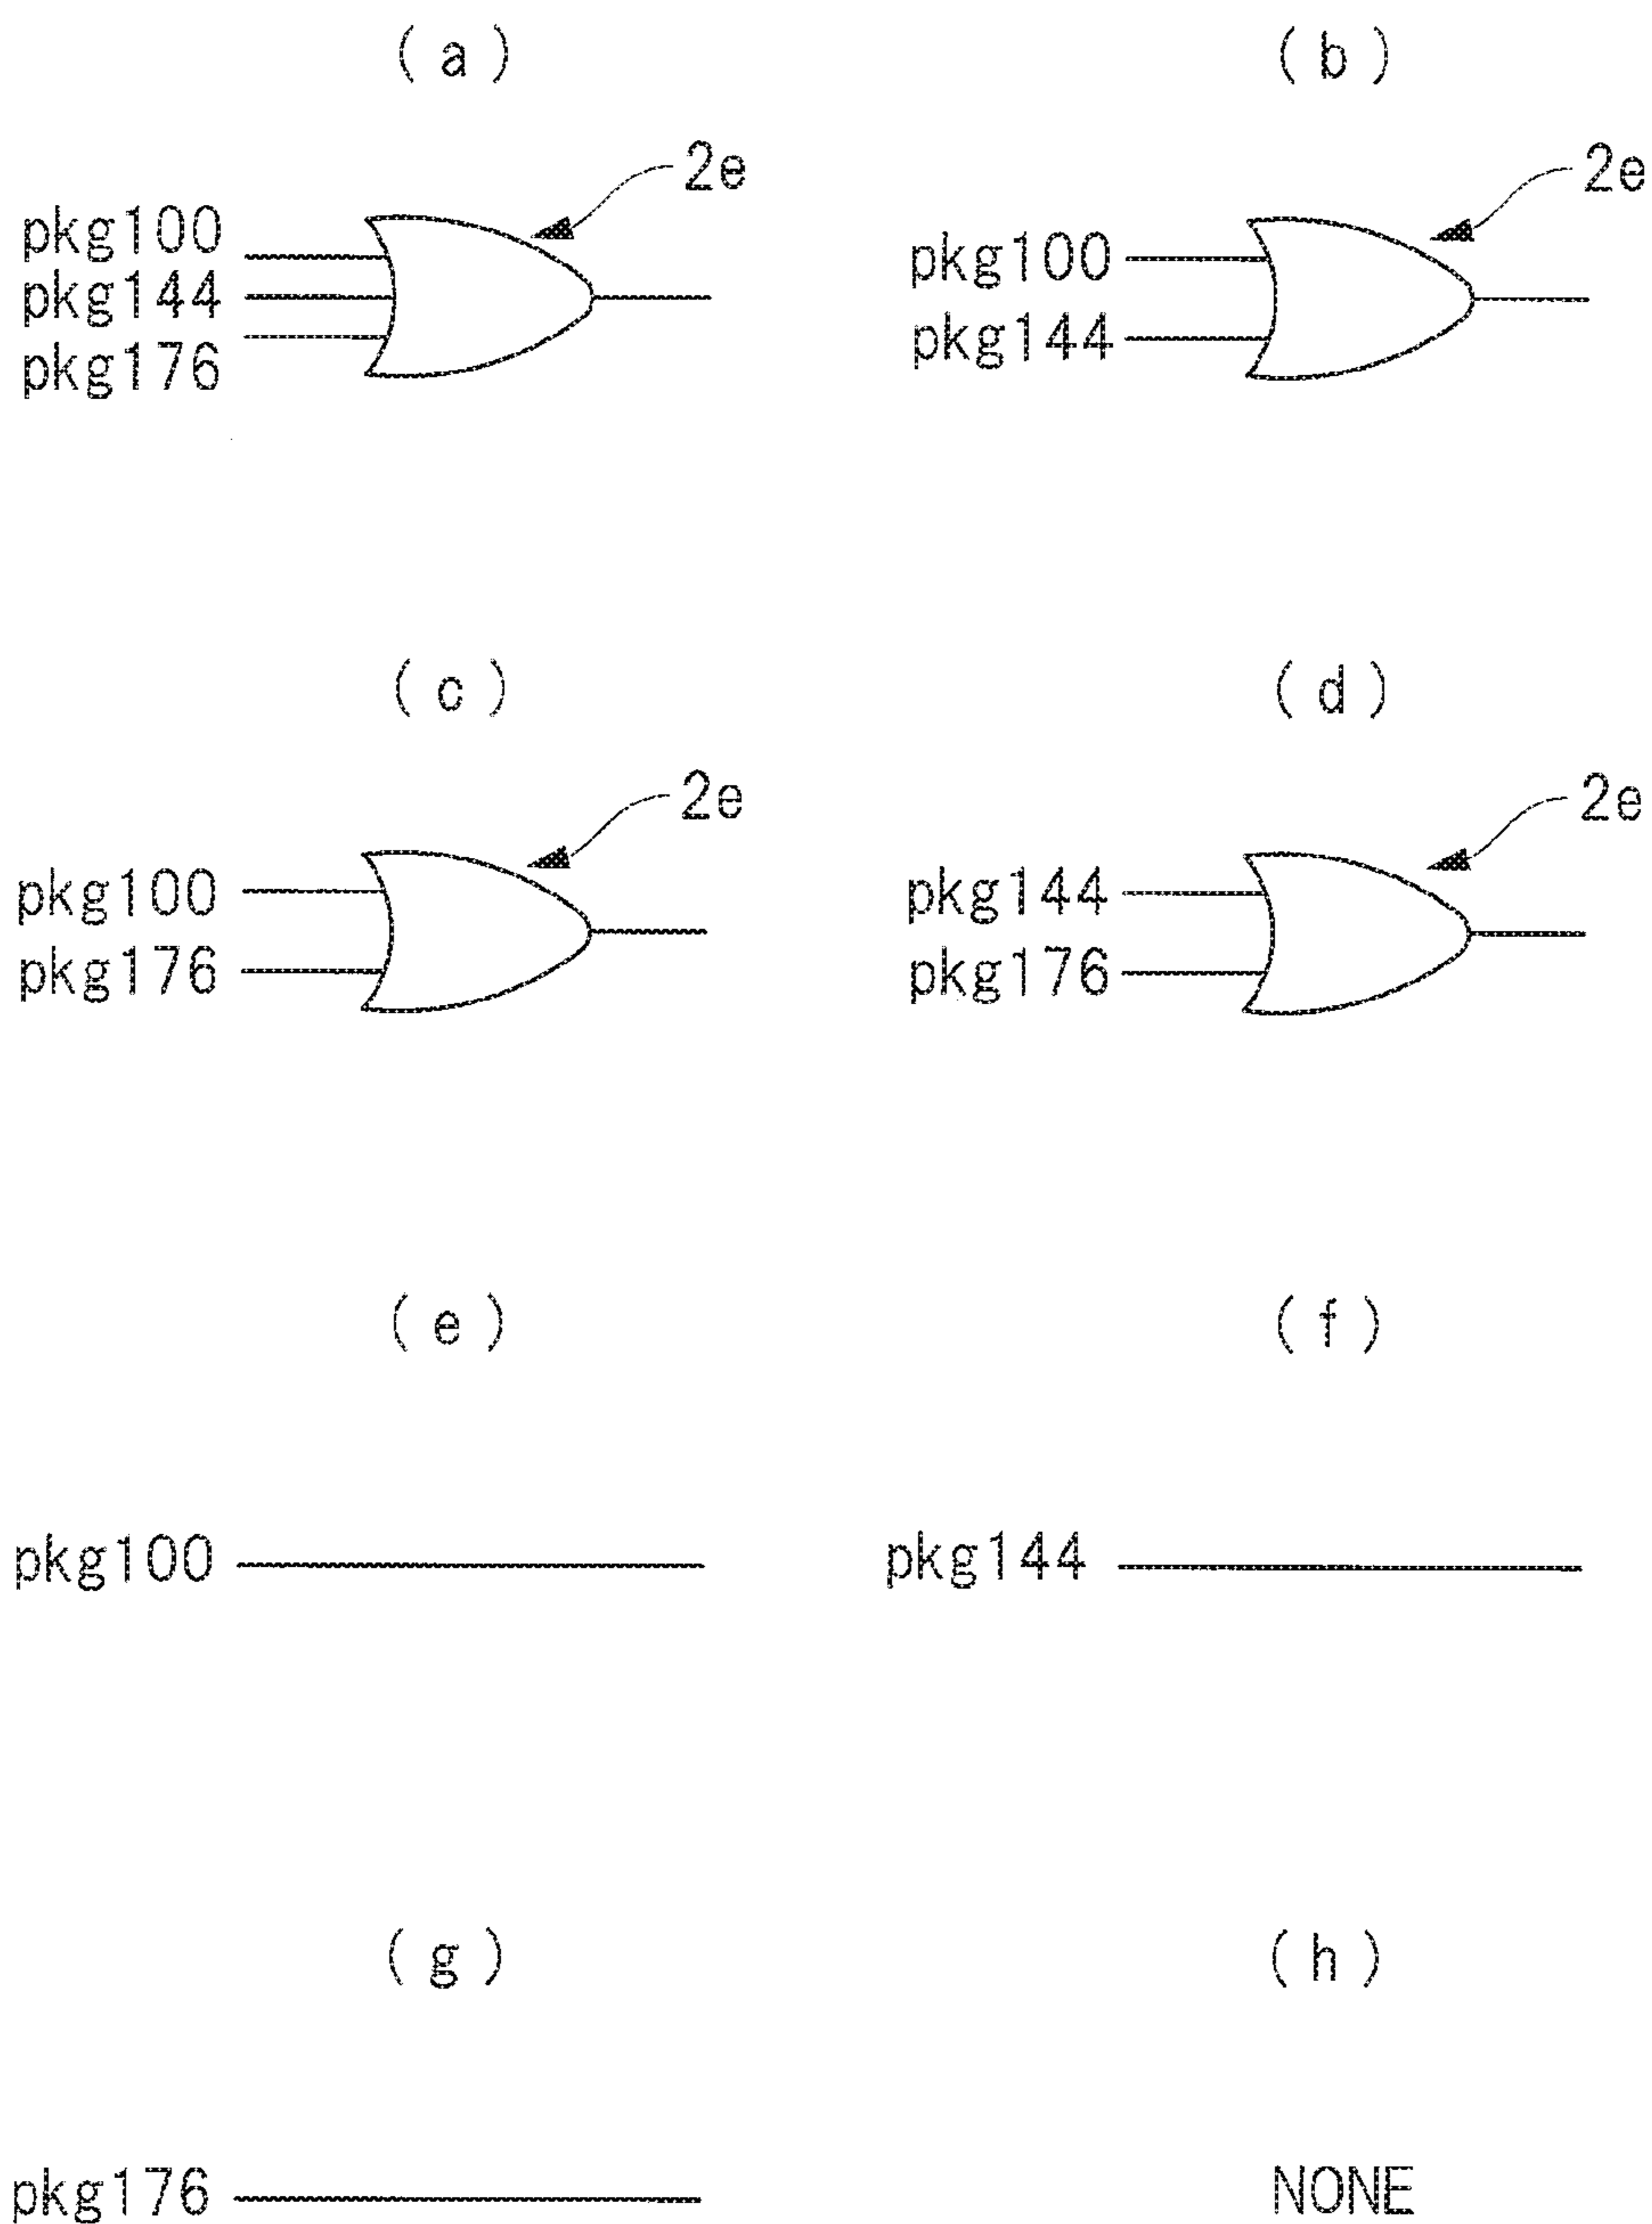 ( a )
( b )
2e
2e
pkg100
pkg144
pkg176
pkg100
pkg144
( c )
( d )
2e
2e
pkg100
pkg176
pkg144
pkg176
( e )
( f )
pkg100
pkg144
( g )
( h )
pkg176
NONE